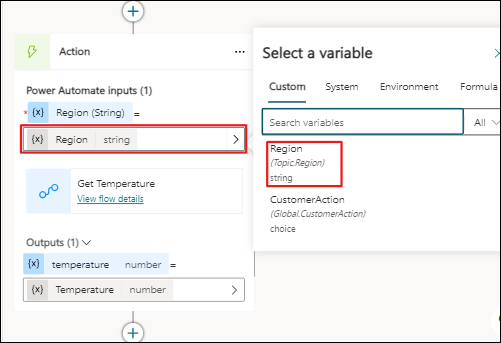 Action
...
Power Automate inputs (1)
* {x} Region (String) =
{x} Region string
Get Temperature
View flow details
Outputs (1)
{x} temperature number =
{x} Temperature number
Select a variable
Custom System Environment Formula
Search variables All
Region
(Topic.Region)
string
CustomerAction
(Global.CustomerAction)
choice